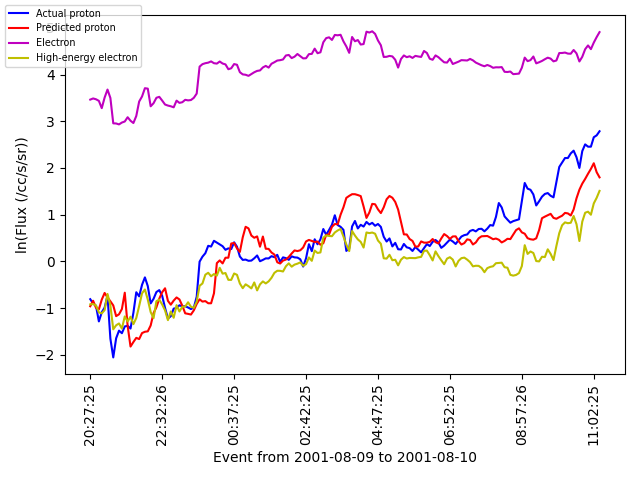 Actual proton
Predicted proton
Electron
High-energy electron
ln(Flux (/cc/s/sr))
4
3
2
1
0
−1
−2
20:27:25
22:32:26
00:37:25
02:42:25
04:47:25
06:52:25
08:57:26
11:02:25
Event from 2001-08-09 to 2001-08-10